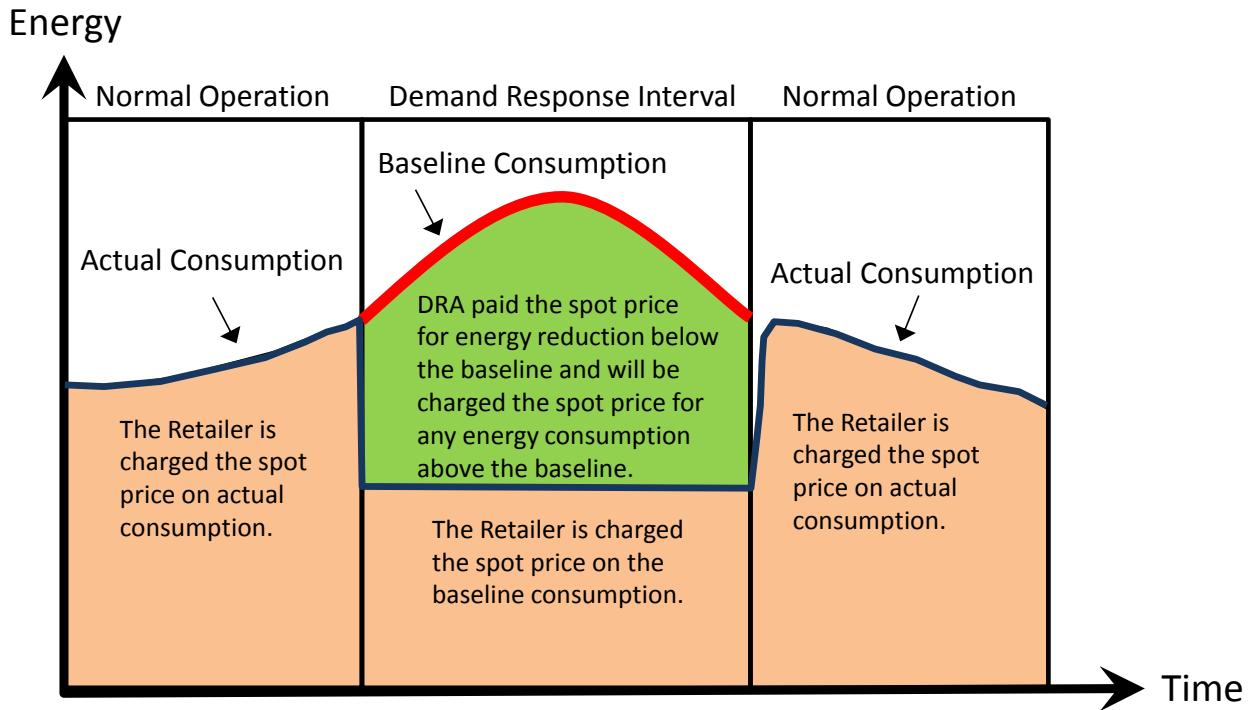 Energy
Normal Operation
Demand Response Interval
Normal Operation
Baseline Consumption
Actual Consumption
Actual Consumption
DRA paid the spot price
for energy reduction below
the baseline and will be
charged the spot price for
any energy consumption
above the baseline.
The Retailer is
charged the spot
price on actual
consumption.
The Retailer is charged
the spot price on the
baseline consumption.
The Retailer is
charged the spot
price on actual
consumption.
Time